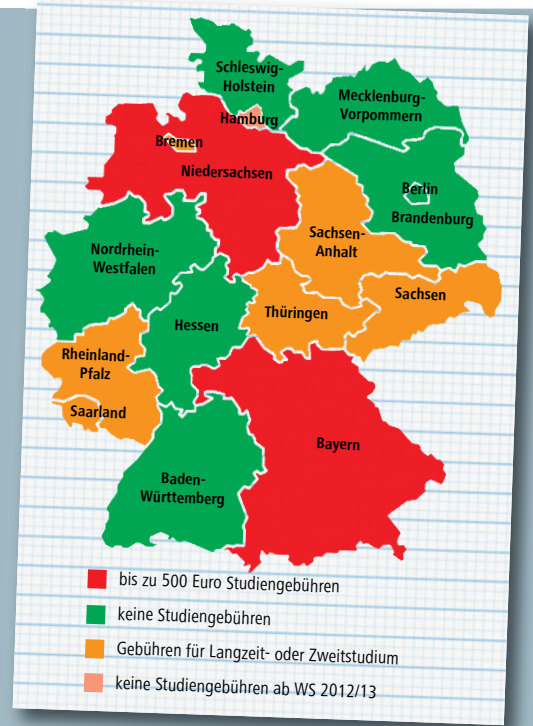 Schleswig-
Holstein
Mecklenburg-
Vorpommern
Hamburg
Bremen
Niedersachsen
Berlin
Brandenburg
Sachsen-
Anhalt
Nordrhein-
Westfalen
Sachsen
Thüringen
Hessen
Rheinland-
Pfalz
Saarland
Bayern
Baden-
Württemberg
bis zu 500 Euro Studiengebühren
keine Studiengebühren
Gebühren für Langzeit- oder Zweitstudium
keine Studiengebühren ab WS 2012/13